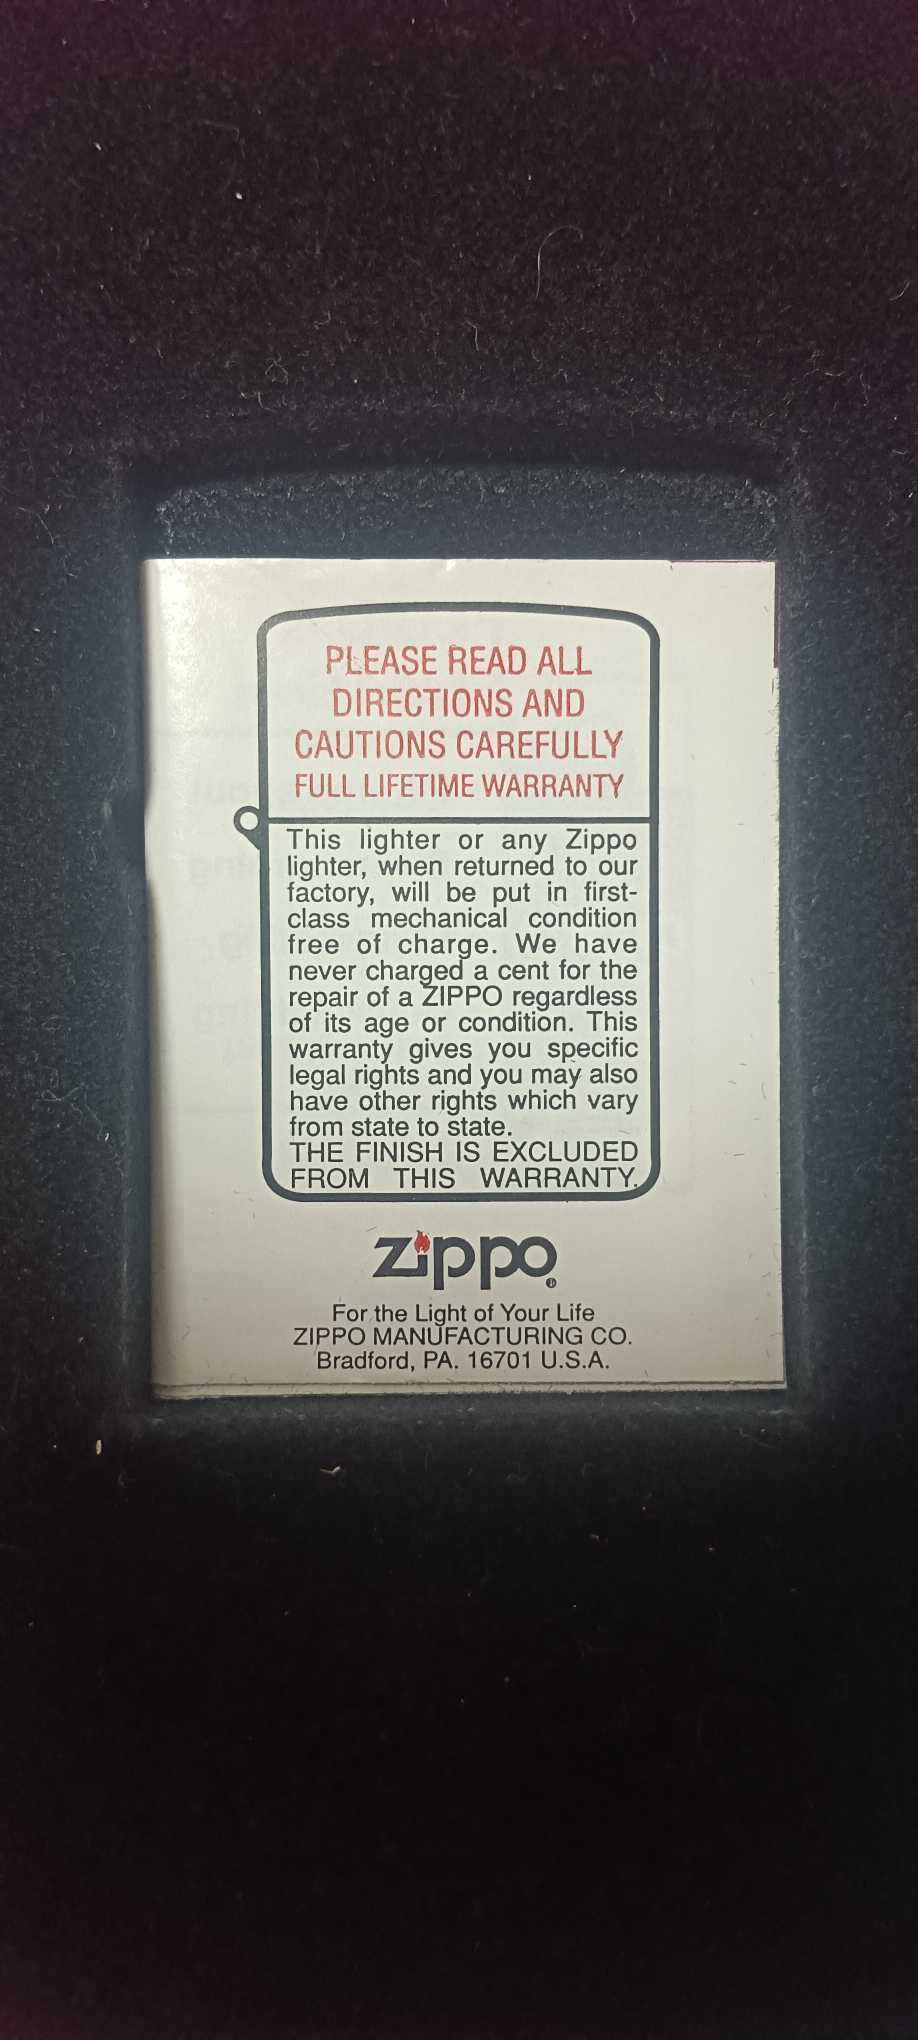 PLEASE READ ALL
DIRECTIONS AND
CAUTIONS CAREFULLY
FULL LIFETIME WARRANTY
This lighter or any Zippo
lighter, when returned to our
factory, will be put in first-
class mechanical condition
free of charge. We have
never charged a cent for the
repair of a ZIPPO regardless
of its age or condition. This
warranty gives you specific
legal rights and you may also
have other rights which vary
from state to state.
THE FINISH IS EXCLUDED
FROM THIS WARRANTY.
zippo®
For the Light of Your Life
ZIPPO MANUFACTURING CO.
Bradford, PA. 16701 U.S.A.